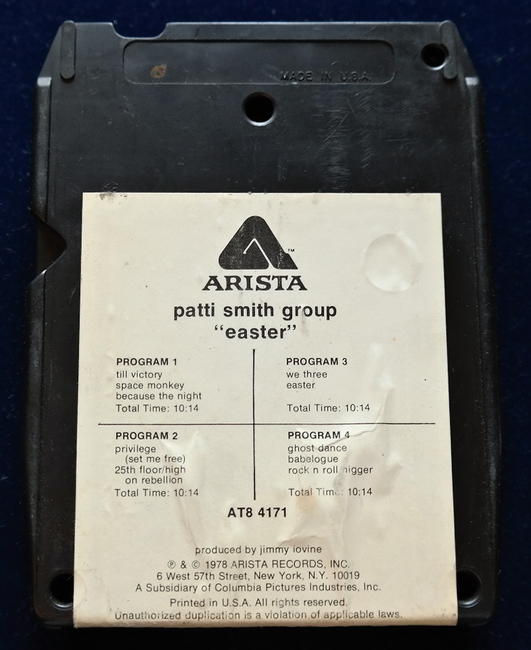 MADE IN U.S.A.
ARISTA™
patti smith group
"easter"
PROGRAM 1
till victory
space monkey
because the night
Total Time: 10:14
PROGRAM 3
we three
easter
Total Time: 10:14
PROGRAM 2
privilege
(set me free)
25th floor/high
on rebellion
Total Time: 10:14
PROGRAM 4
ghost dance
babelogue
rock n roll nigger
Total Time: 10:14
AT8 4171
produced by jimmy iovine
℗ & © 1978 ARISTA RECORDS, INC.
6 West 57th Street, New York, N.Y. 10019
A Subsidiary of Columbia Pictures Industries, Inc.
Printed in U.S.A. All rights reserved.
Unauthorized duplication is a violation of applicable laws.